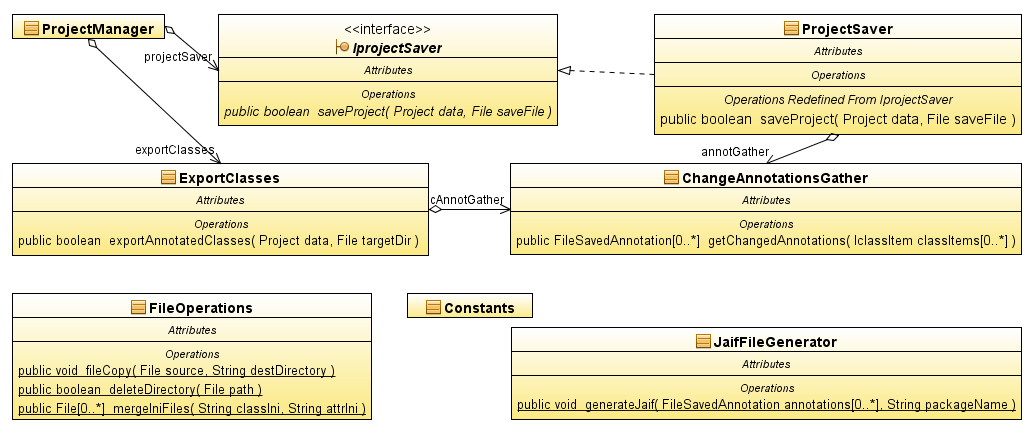 ProjectManager
projectSaver
exportClasses
<<interface>>
IprojectSaver
Attributes
Operations
public boolean saveProject( Project data, File saveFile )
ProjectSaver
Attributes
Operations
Operations Redefined From IprojectSaver
public boolean saveProject( Project data, File saveFile )
annotGather
ExportClasses
Attributes
Operations
public boolean exportAnnotatedClasses( Project data, File targetDir )
cAnnotGather
ChangeAnnotationsGather
Attributes
Operations
public FileSavedAnnotation[0..*] getChangedAnnotations( IclassItem classItems[0..*] )
FileOperations
Attributes
Operations
public void fileCopy( File source, String destDirectory )
public boolean deleteDirectory( File path )
public File[0..*] mergeIniFiles( String classIni, String attrIni )
Constants
JaifFileGenerator
Attributes
Operations
public void generateJaif( FileSavedAnnotation annotations[0..*], String packageName )